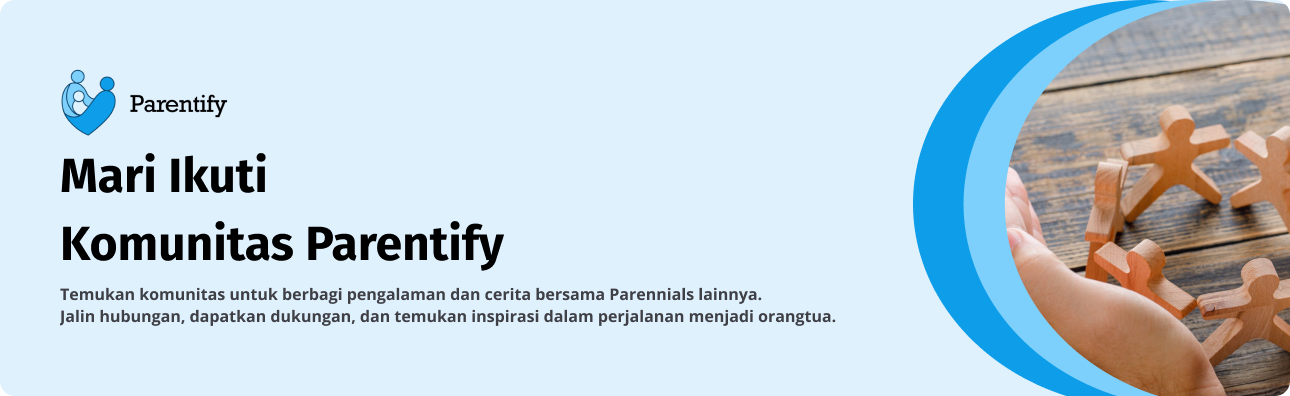 Parentify
Mari Ikuti
Komunitas Parentify
Temukan komunitas untuk berbagi pengalaman dan cerita bersama Parennials lainnya.
Jalin hubungan, dapatkan dukungan, dan temukan inspirasi dalam perjalanan menjadi orangtua.